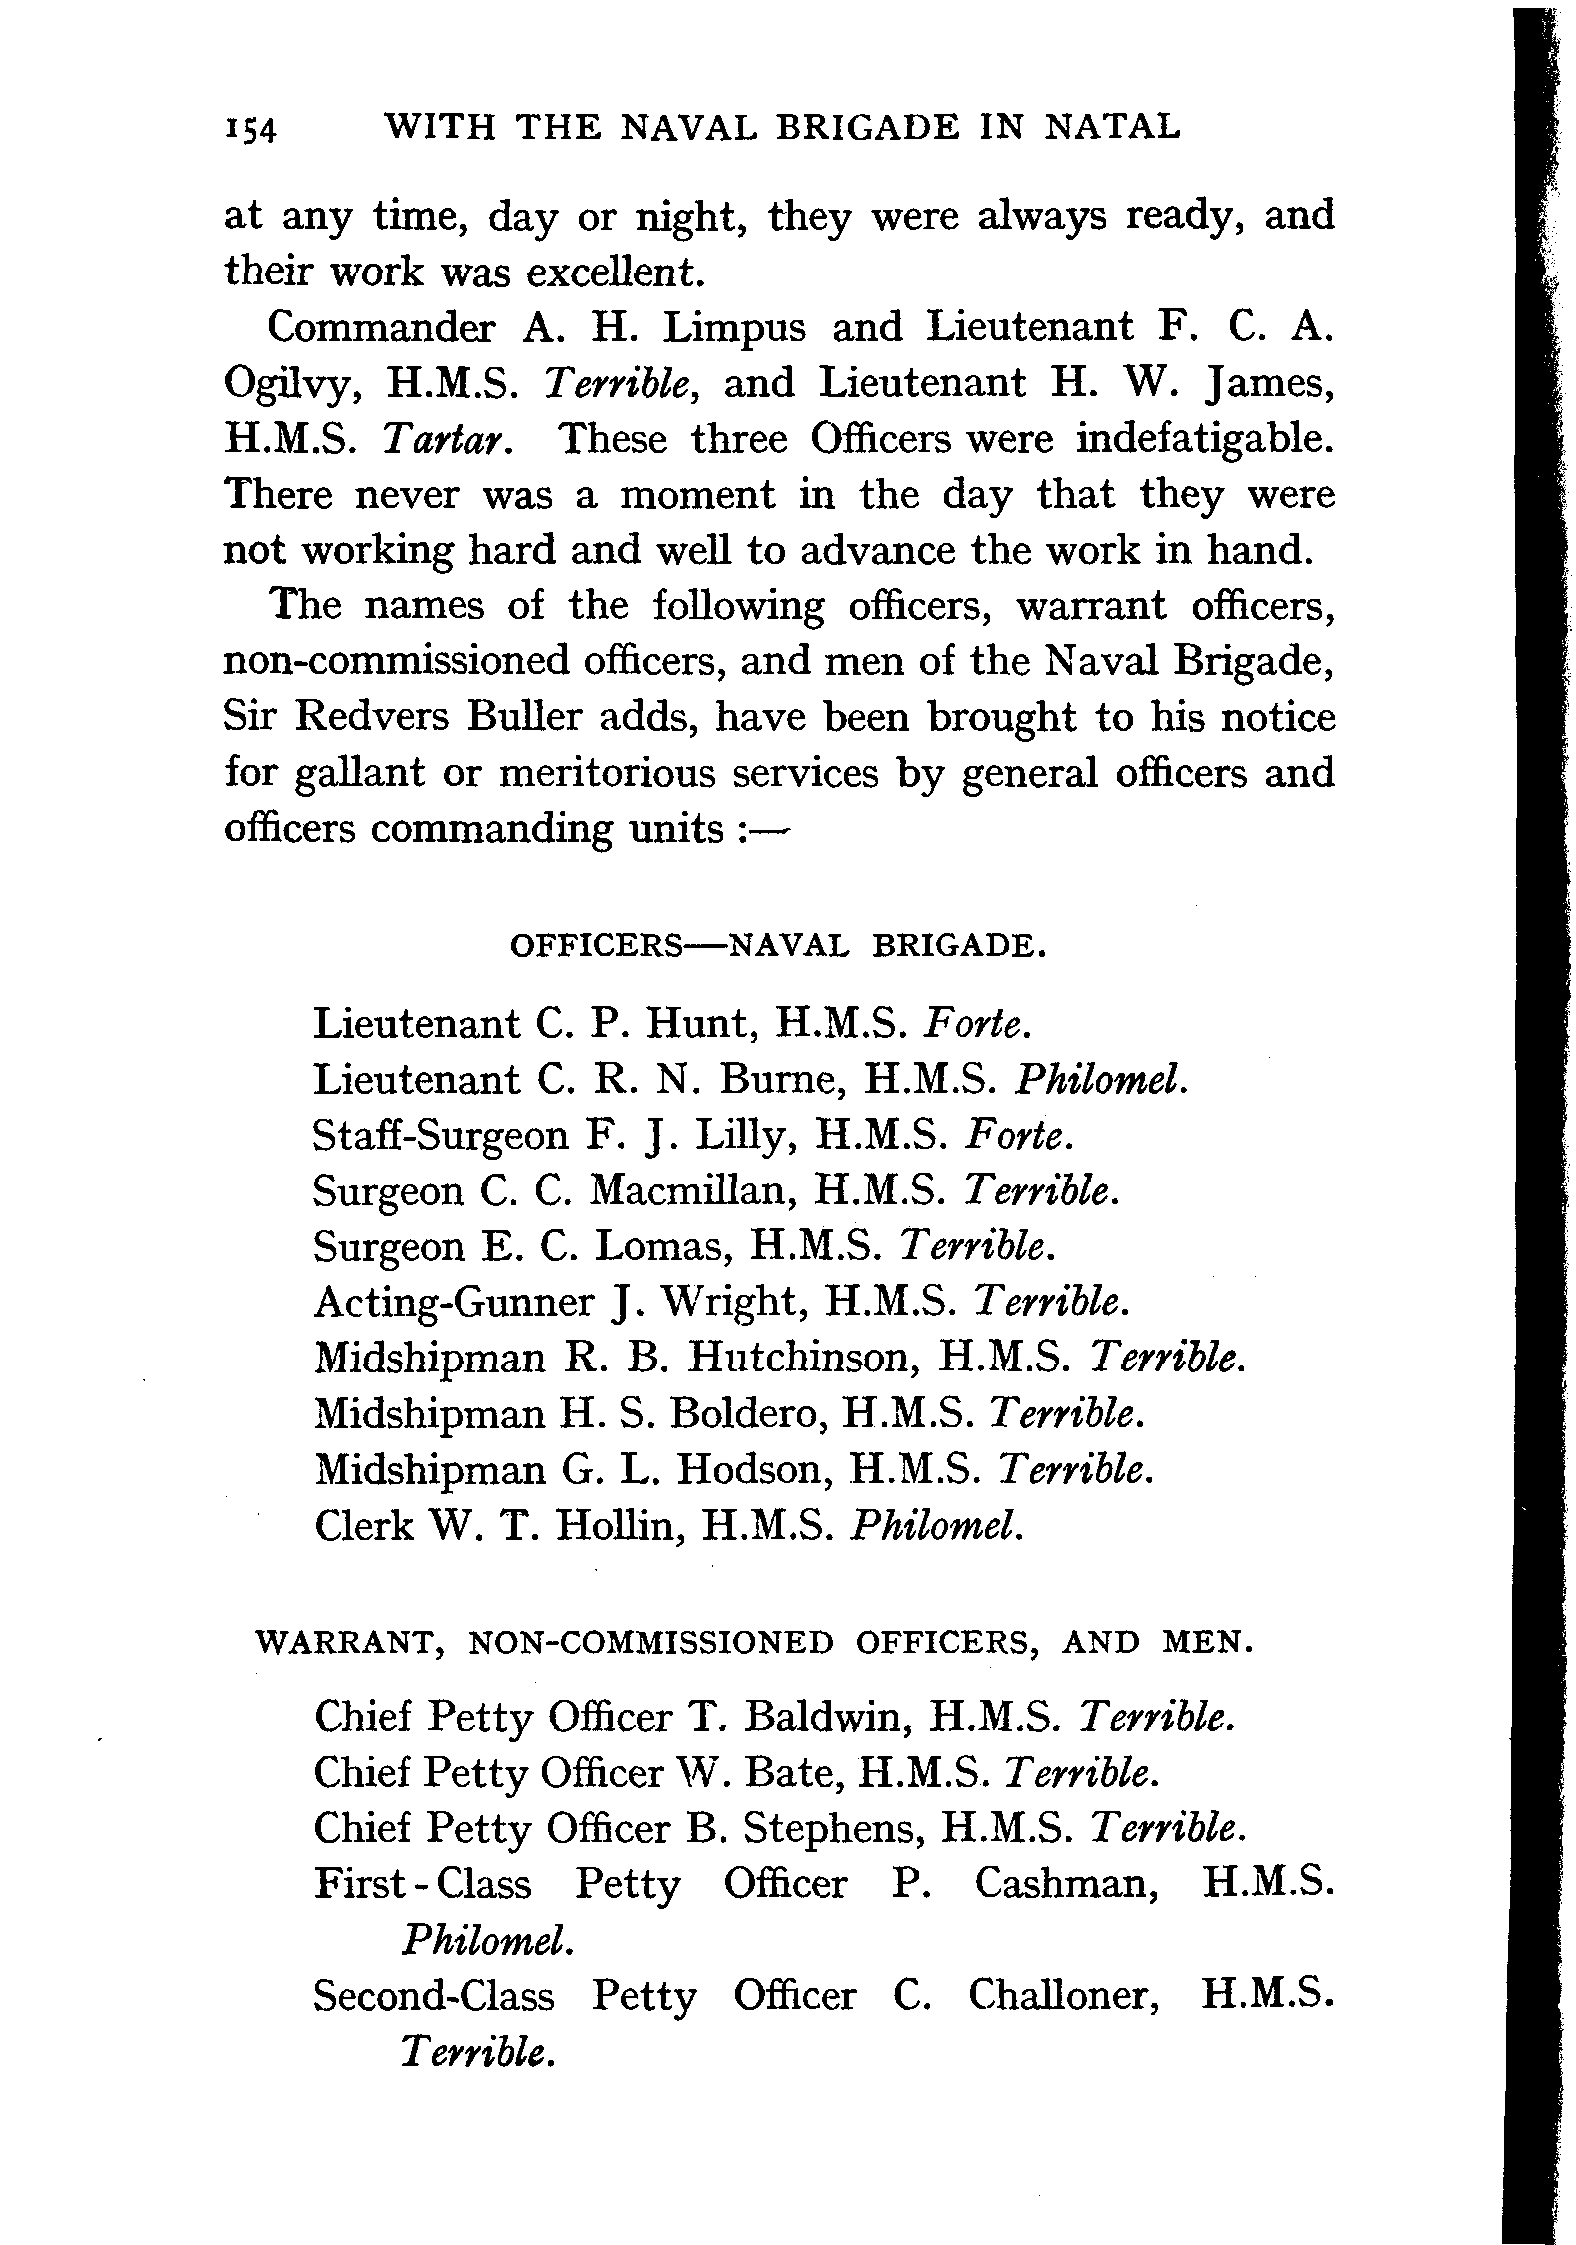 154 WITH THE NAVAL BRIGADE IN NATAL
at any time, day or night, they were always ready, and
their work was excellent.
Commander A. H. Limpus and Lieutenant F. C. A.
Ogilvy, H.M.S. Terrible, and Lieutenant H. W. James,
H.M.S. Tartar. These three Officers were indefatigable.
There never was a moment in the day that they were
not working hard and well to advance the work in hand.
The names of the following officers, warrant officers,
non-commissioned officers, and men of the Naval Brigade,
Sir Redvers Buller adds, have been brought to his notice
for gallant or meritorious services by general officers and
officers commanding units :—
OFFICERS—NAVAL BRIGADE.
Lieutenant C. P. Hunt, H.M.S. Forte.
Lieutenant C. R. N. Burne, H.M.S. Philomel.
Staff-Surgeon F. J. Lilly, H.M.S. Forte.
Surgeon C. C. Macmillan, H.M.S. Terrible.
Surgeon E. C. Lomas, H.M.S. Terrible.
Acting-Gunner J. Wright, H.M.S. Terrible.
Midshipman R. B. Hutchinson, H.M.S. Terrible.
Midshipman H. S. Boldero, H.M.S. Terrible.
Midshipman G. L. Hodson, H.M.S. Terrible.
Clerk W. T. Hollin, H.M.S. Philomel.
WARRANT, NON-COMMISSIONED OFFICERS, AND MEN.
Chief Petty Officer T. Baldwin, H.M.S. Terrible.
Chief Petty Officer W. Bate, H.M.S. Terrible.
Chief Petty Officer B. Stephens, H.M.S. Terrible.
First-Class Petty Officer P. Cashman, H.M.S.
Philomel.
Second-Class Petty Officer C. Challoner, H.M.S.
Terrible.